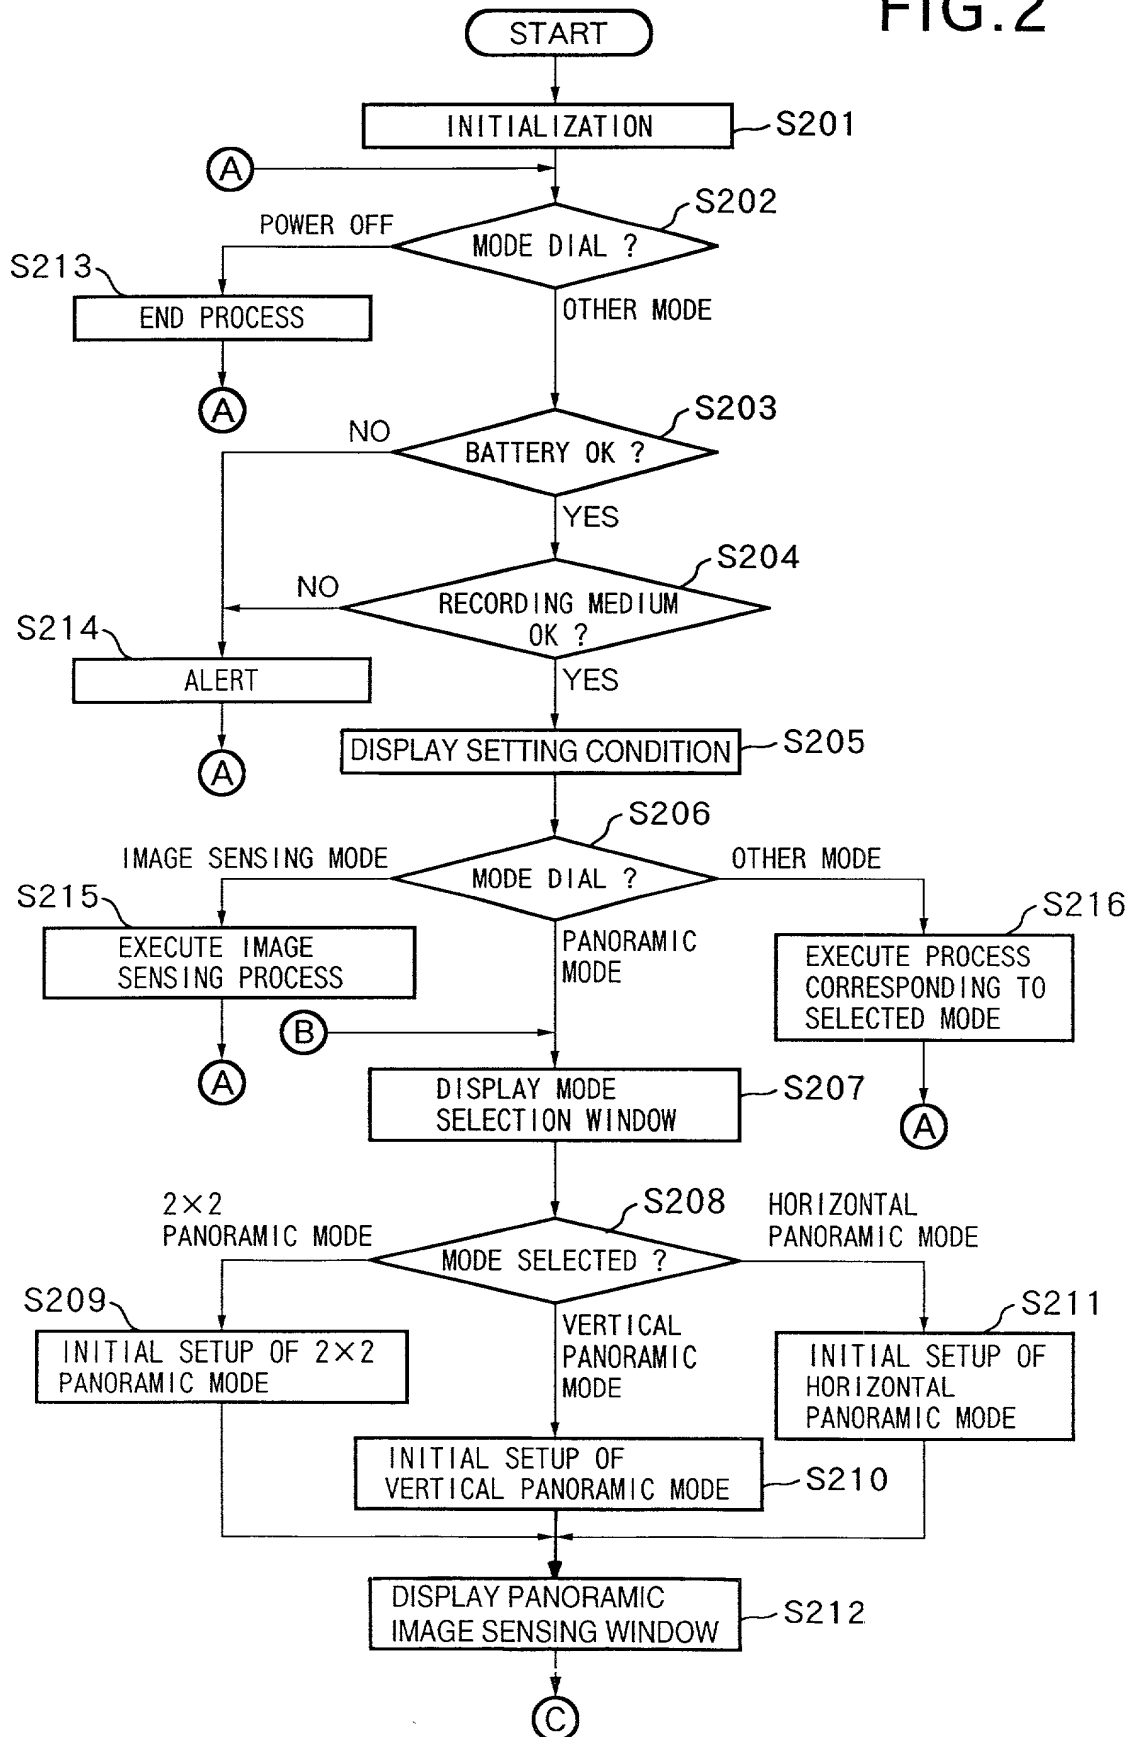 FIG.2
START
INITIALIZATION
S201
A
S202
POWER OFF
MODE DIAL ?
S213
END PROCESS
OTHER MODE
A
S203
NO
BATTERY OK ?
YES
S204
NO
RECORDING MEDIUM
OK ?
S214
ALERT
YES
A
S205
DISPLAY SETTING CONDITION
S206
IMAGE SENSING MODE
MODE DIAL ?
OTHER MODE
S215
EXECUTE IMAGE
SENSING PROCESS
PANORAMIC
MODE
S216
EXECUTE PROCESS
CORRESPONDING TO
SELECTED MODE
B
A
A
S207
DISPLAY MODE
SELECTION WINDOW
S208
2×2
PANORAMIC MODE
MODE SELECTED ?
HORIZONTAL
PANORAMIC MODE
S209
INITIAL SETUP OF 2×2
PANORAMIC MODE
VERTICAL
PANORAMIC
MODE
S211
INITIAL SETUP OF
HORIZONTAL
PANORAMIC MODE
INITIAL SETUP OF
VERTICAL PANORAMIC MODE
S210
DISPLAY PANORAMIC
IMAGE SENSING WINDOW
S212
C